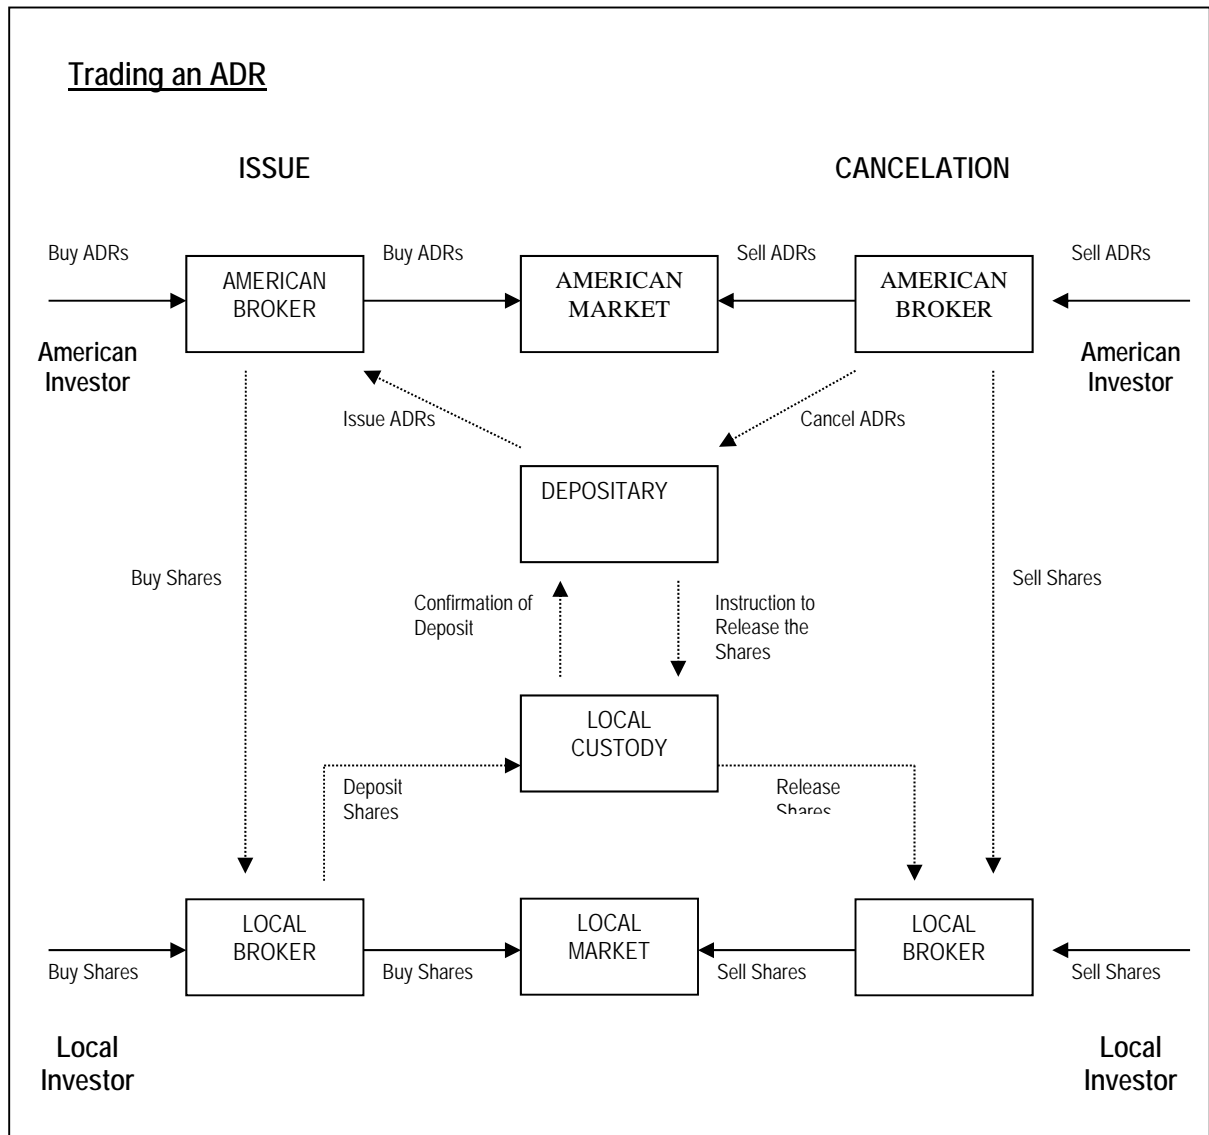 Trading an ADR
ISSUE
CANCELATION
Buy ADRs
Buy ADRs
Sell ADRs
Sell ADRs
AMERICAN
BROKER
AMERICAN
MARKET
AMERICAN
BROKER
American
Investor
American
Investor
Issue ADRs
Cancel ADRs
DEPOSITARY
Buy Shares
Sell Shares
Confirmation of
Deposit
Instruction to
Release the
Shares
LOCAL
CUSTODY
Deposit
Shares
Release
Shares
LOCAL
BROKER
LOCAL
MARKET
LOCAL
BROKER
Buy Shares
Buy Shares
Sell Shares
Sell Shares
Local
Investor
Local
Investor